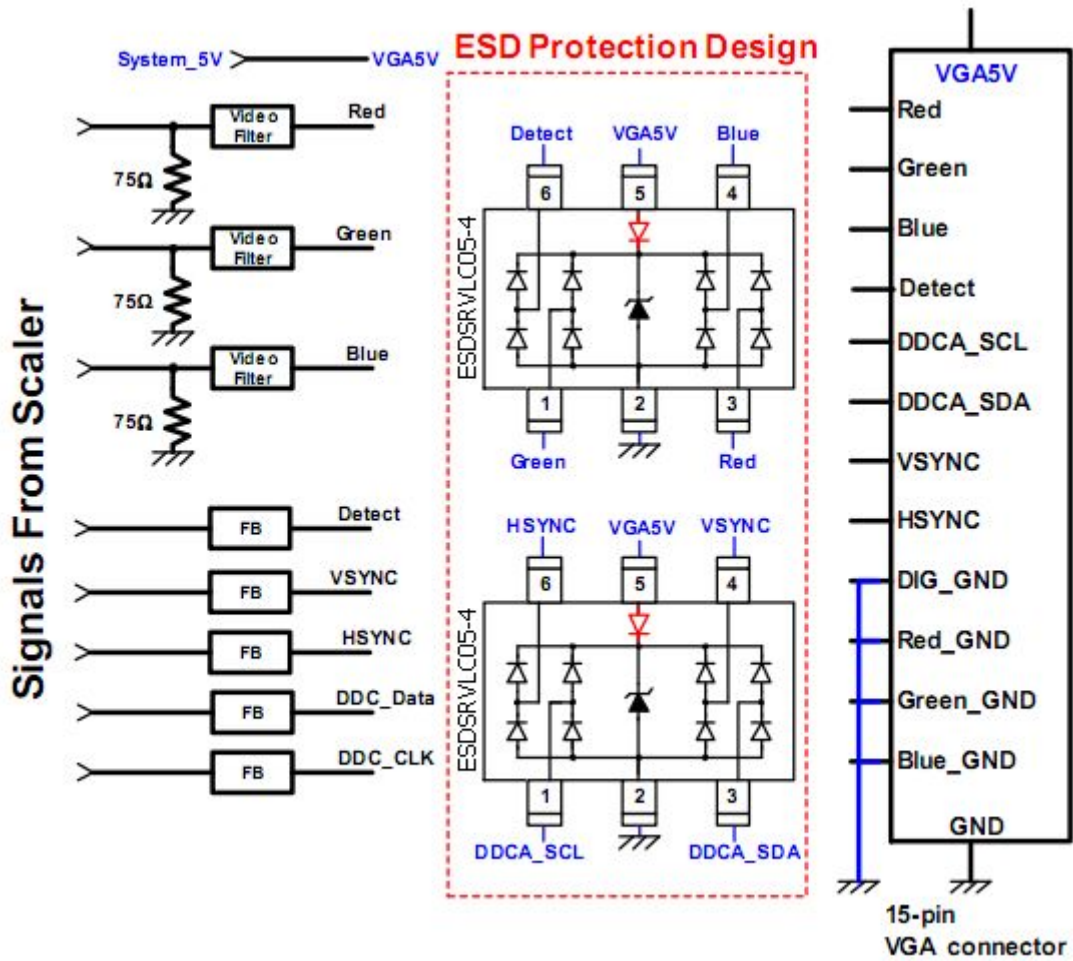 ESD Protection Design
System_5V
VGA5V
Signals From Scaler
Video
Filter
Red
75Ω
Video
Filter
Green
75Ω
Video
Filter
Blue
75Ω
FB
Detect
FB
VSYNC
FB
HSYNC
FB
DDC_Data
FB
DDC_CLK
Detect
VGA5V
Blue
6
5
4
ESDSRVLC05-4
1
2
3
Green
Red
HSYNC
VGA5V
VSYNC
6
5
4
ESDSRVLC05-4
1
2
3
DDCA_SCL
DDCA_SDA
VGA5V
Red
Green
Blue
Detect
DDCA_SCL
DDCA_SDA
VSYNC
HSYNC
DIG_GND
Red_GND
Green_GND
Blue_GND
GND
15-pin
VGA connector